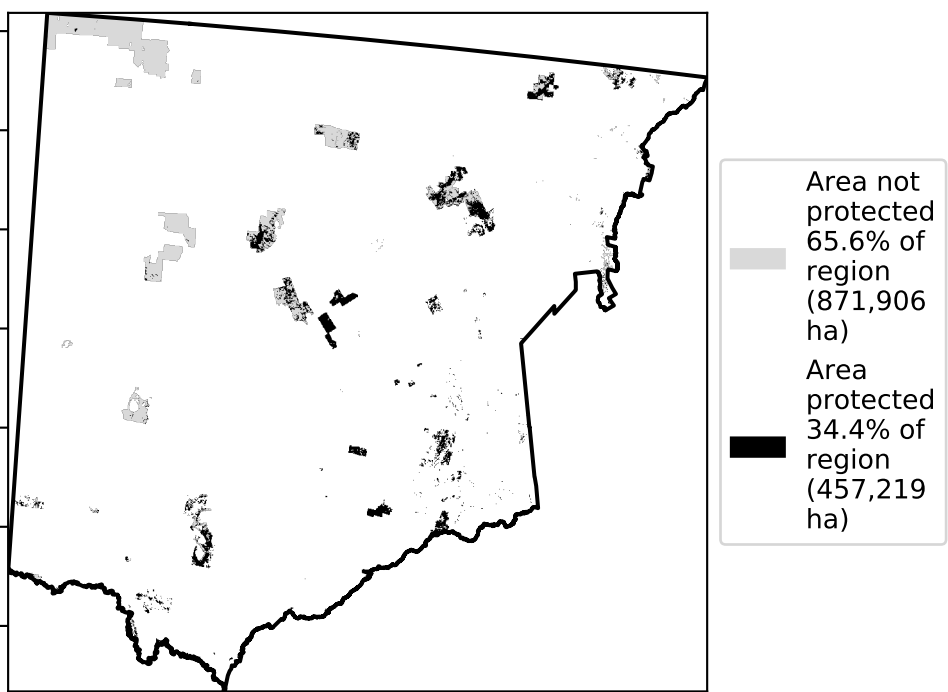 Area not
protected
65.6% of
region
(871,906
ha)
Area
protected
34.4% of
region
(457,219
ha)